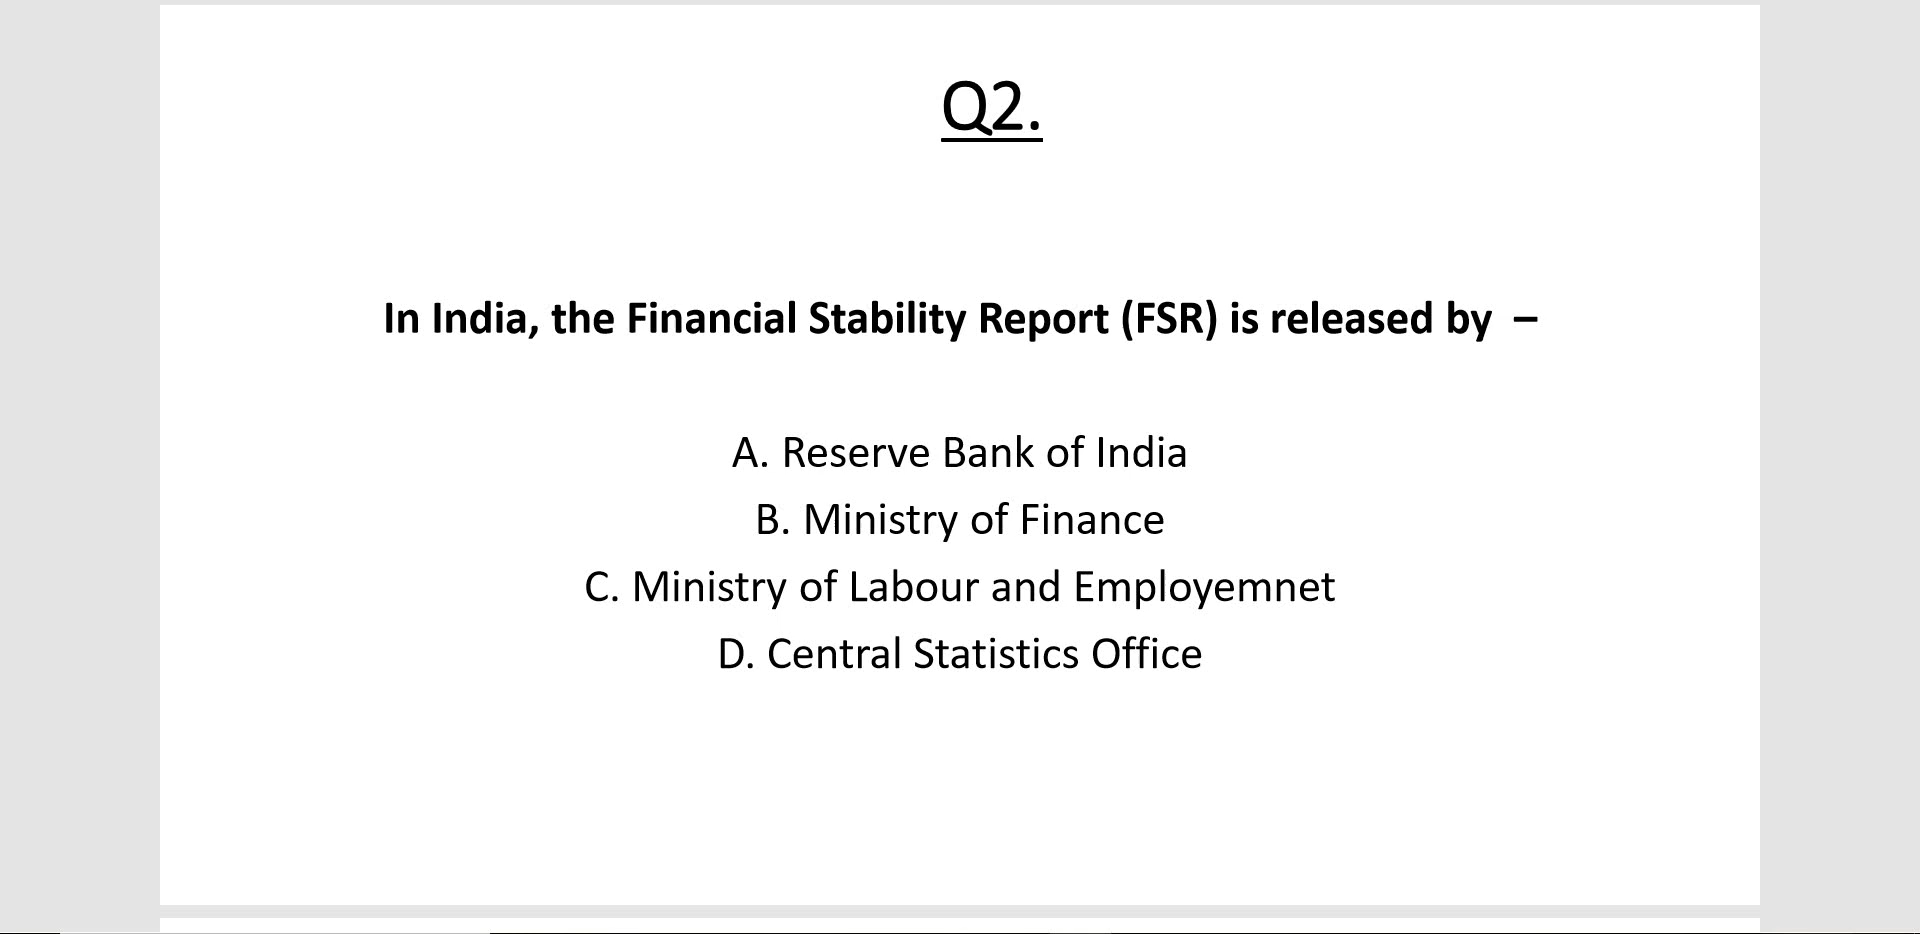 Q2.
In India, the Financial Stability Report (FSR) is released by –
A. Reserve Bank of India
B. Ministry of Finance
C. Ministry of Labour and Employemnet
D. Central Statistics Office